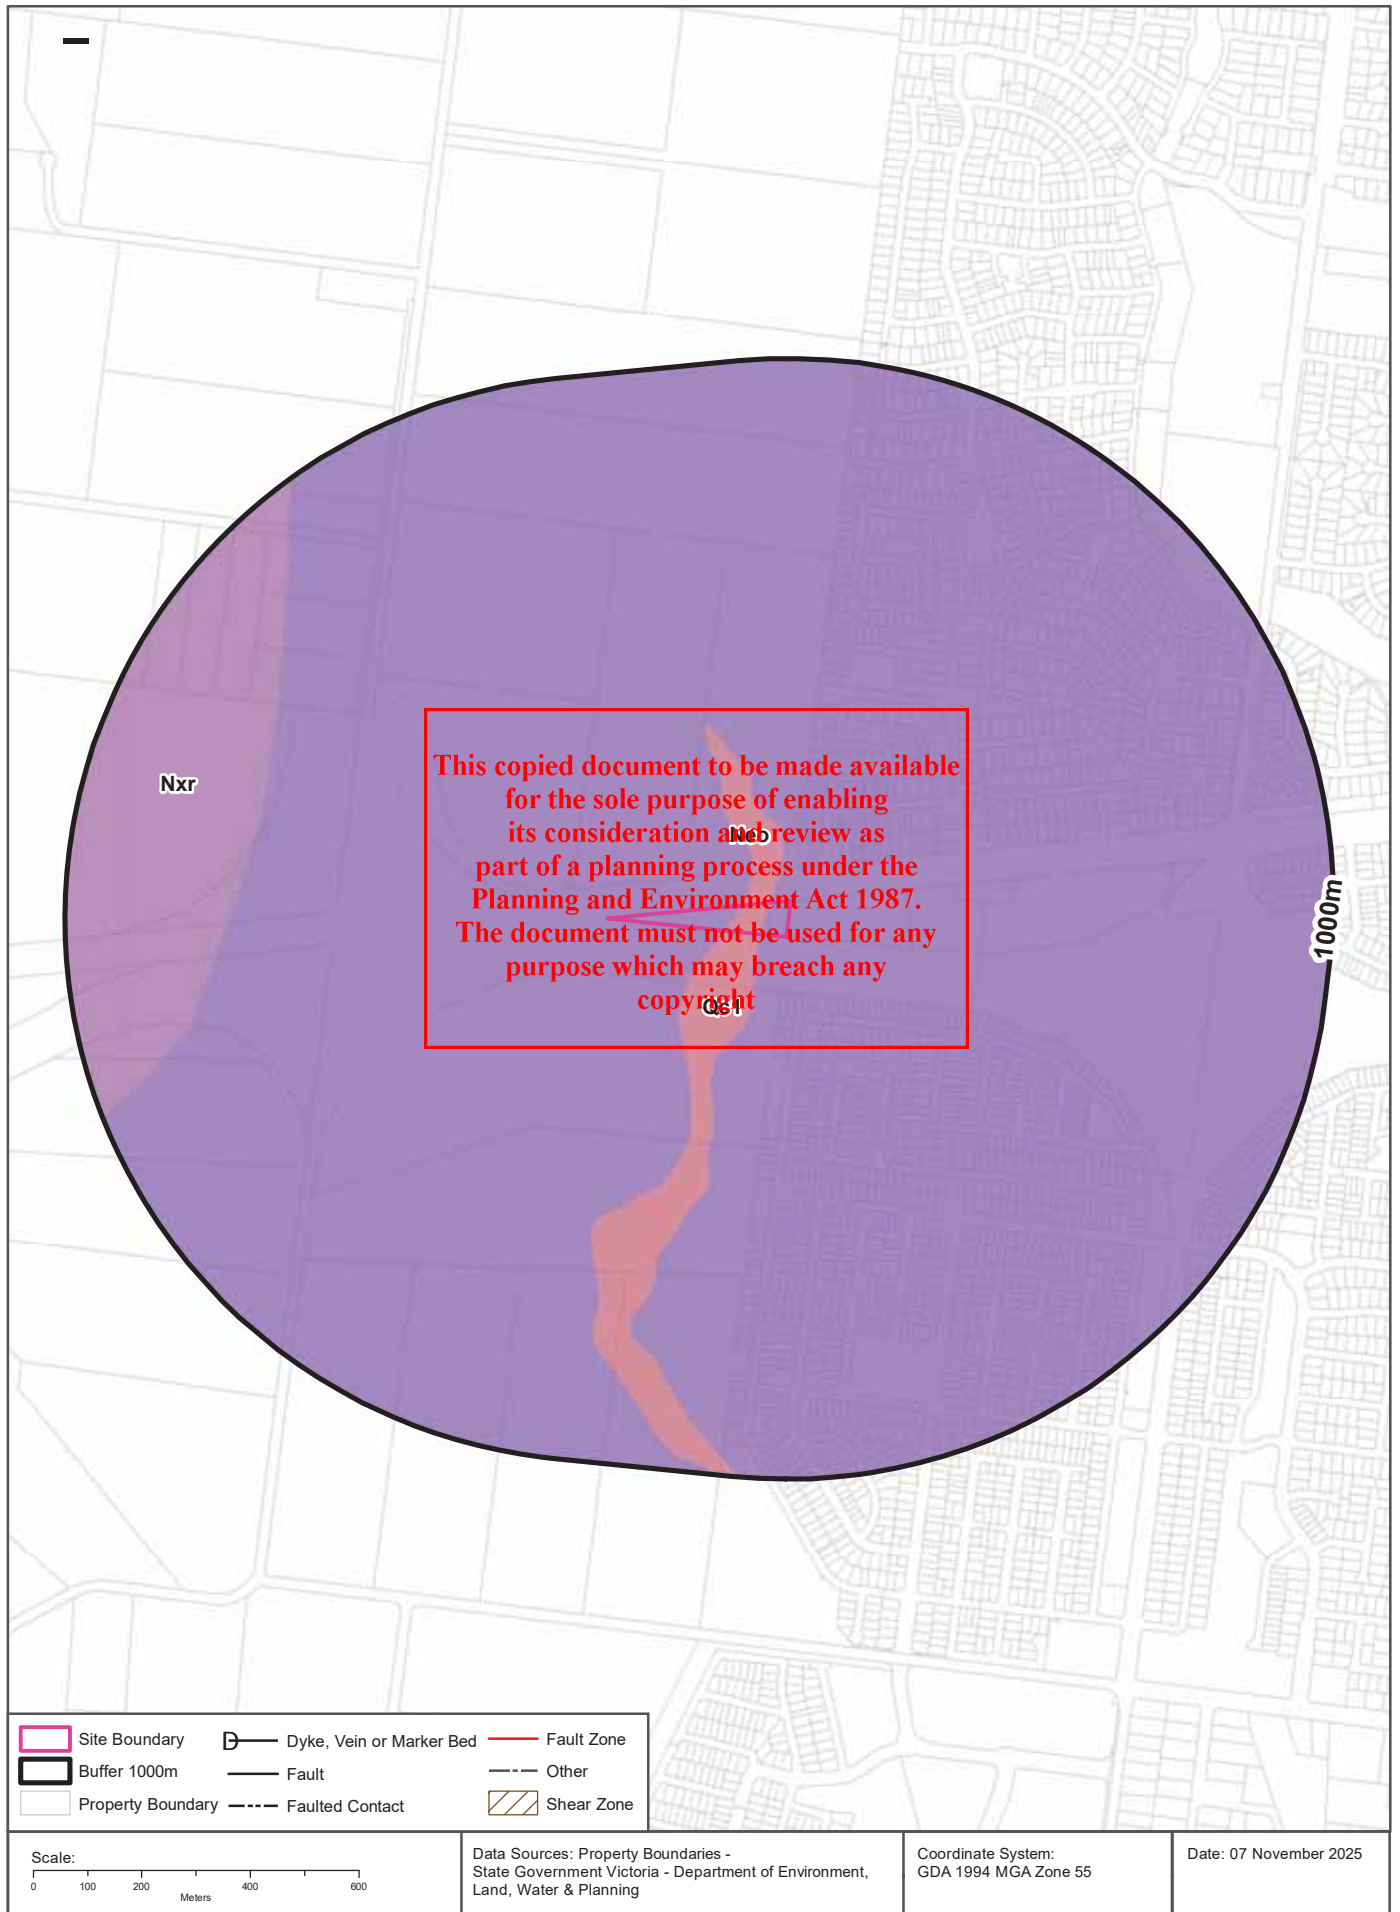 Nxr
This copied document to be made available
for the sole purpose of enabling
its consideration and review as
part of a planning process under the
Planning and Environment Act 1987.
The document must not be used for any
purpose which may breach any
copyright
Neo
1000m
Site Boundary
Buffer 1000m
Property Boundary
D
Dyke, Vein or Marker Bed
Fault
Faulted Contact
Fault Zone
Other
Shear Zone
Scale:
0 100 200 400 600
Meters
Data Sources: Property Boundaries -
State Government Victoria - Department of Environment,
Land, Water & Planning
Coordinate System:
GDA 1994 MGA Zone 55
Date: 07 November 2025